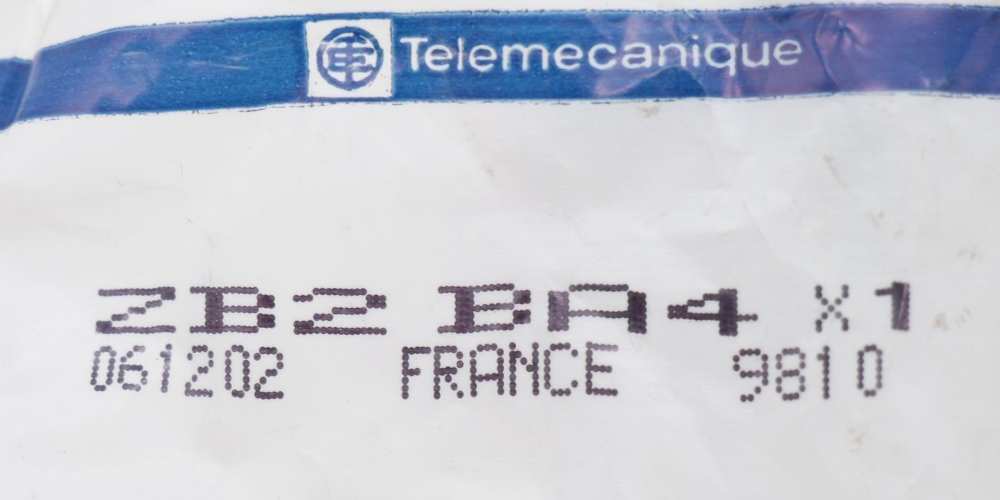 Telemecanique
ZB2 BA4 X1
061202 FRANCE 9810